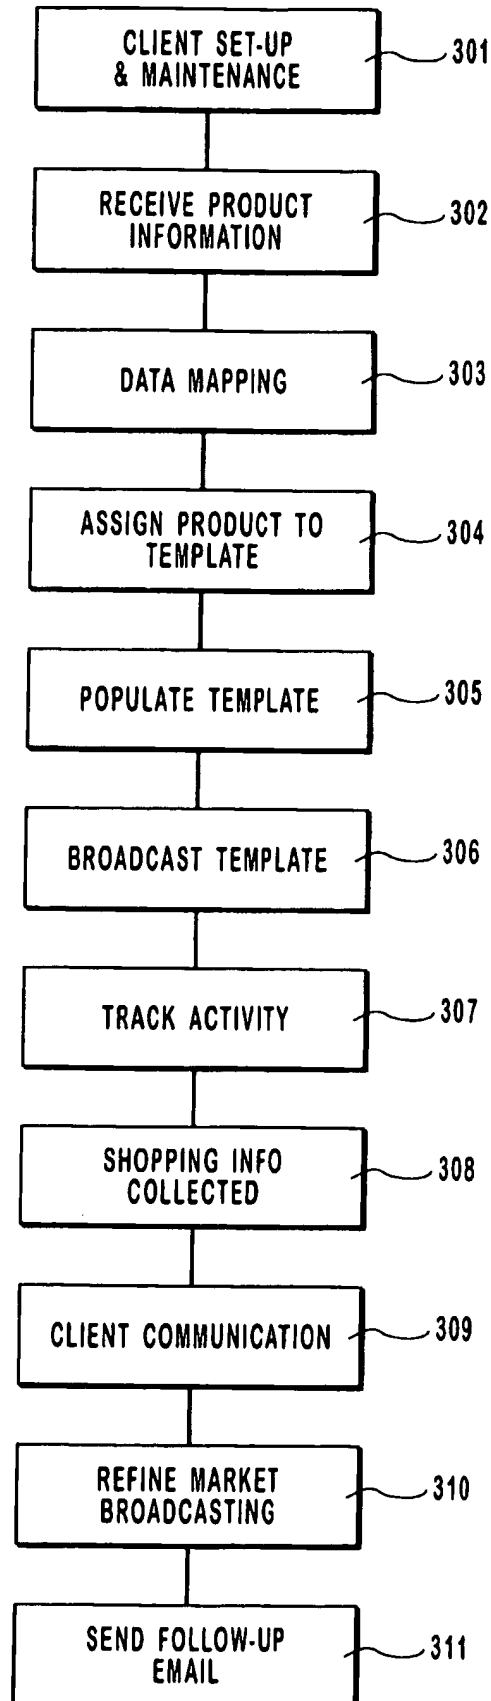 CLIENT SET-UP
& MAINTENANCE
301
RECEIVE PRODUCT
INFORMATION
302
DATA MAPPING
303
ASSIGN PRODUCT TO
TEMPLATE
304
POPULATE TEMPLATE
305
BROADCAST TEMPLATE
306
TRACK ACTIVITY
307
SHOPPING INFO
COLLECTED
308
CLIENT COMMUNICATION
309
REFINE MARKET
BROADCASTING
310
SEND FOLLOW-UP
EMAIL
311